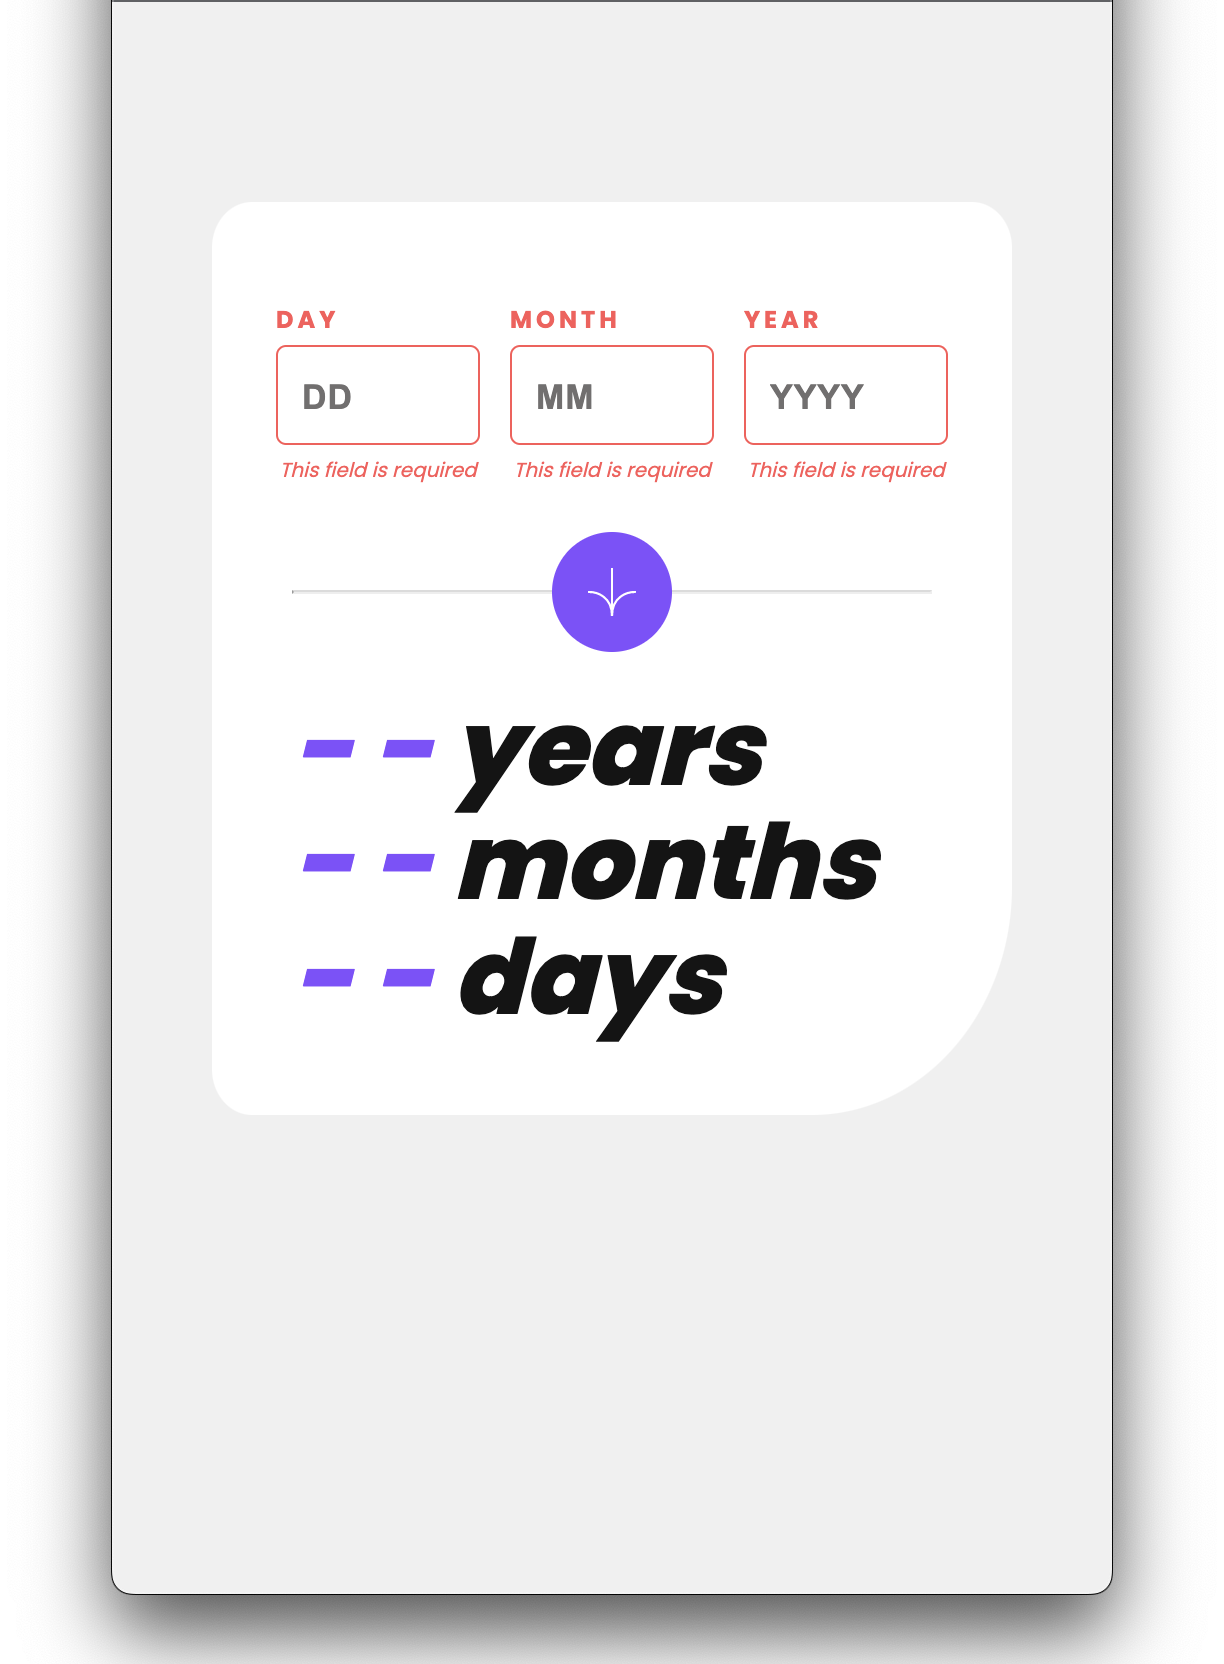 DAY MONTH YEAR
DD MM YYYY
This field is required This field is required This field is required
-- years
-- months
-- days